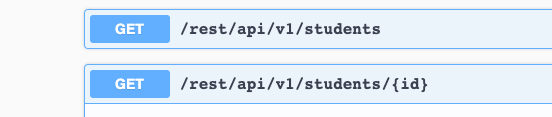 GET /rest/api/v1/students
GET /rest/api/v1/students/{id}